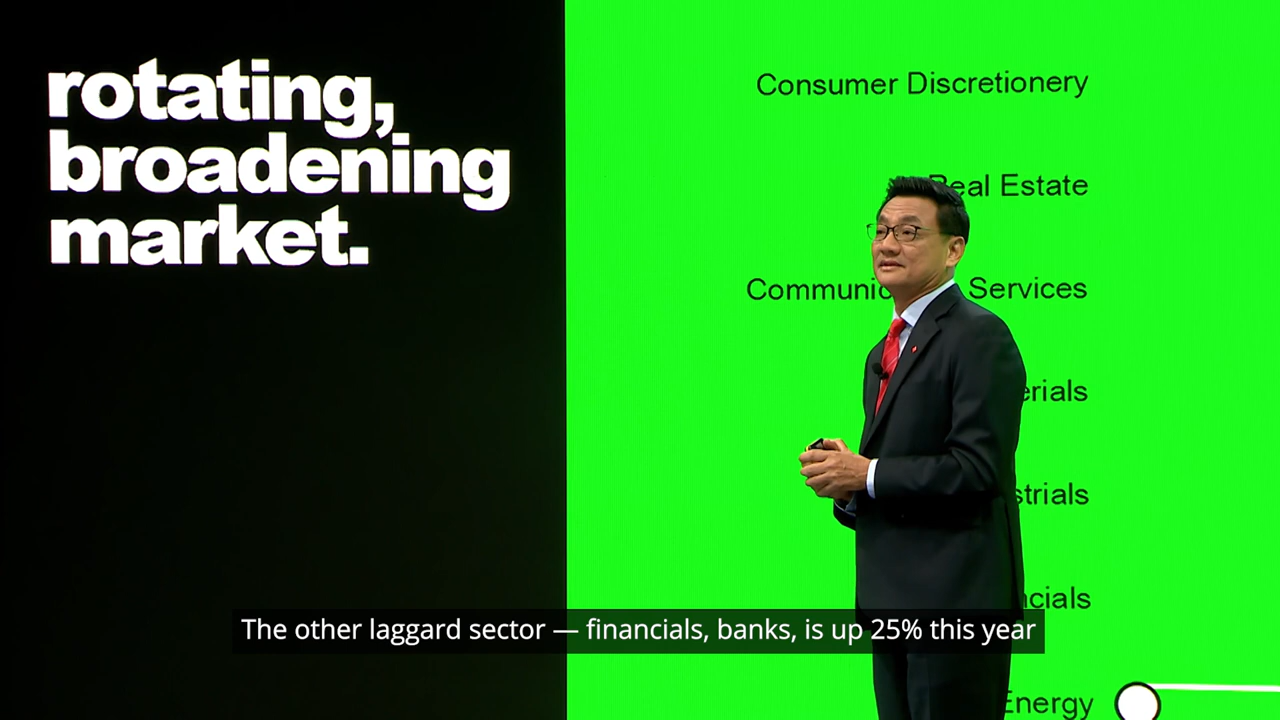 rotating,
broadening
market.
Consumer Discretionery
Real Estate
Services
Energy
The other laggard sector — financials, banks, is up 25% this year